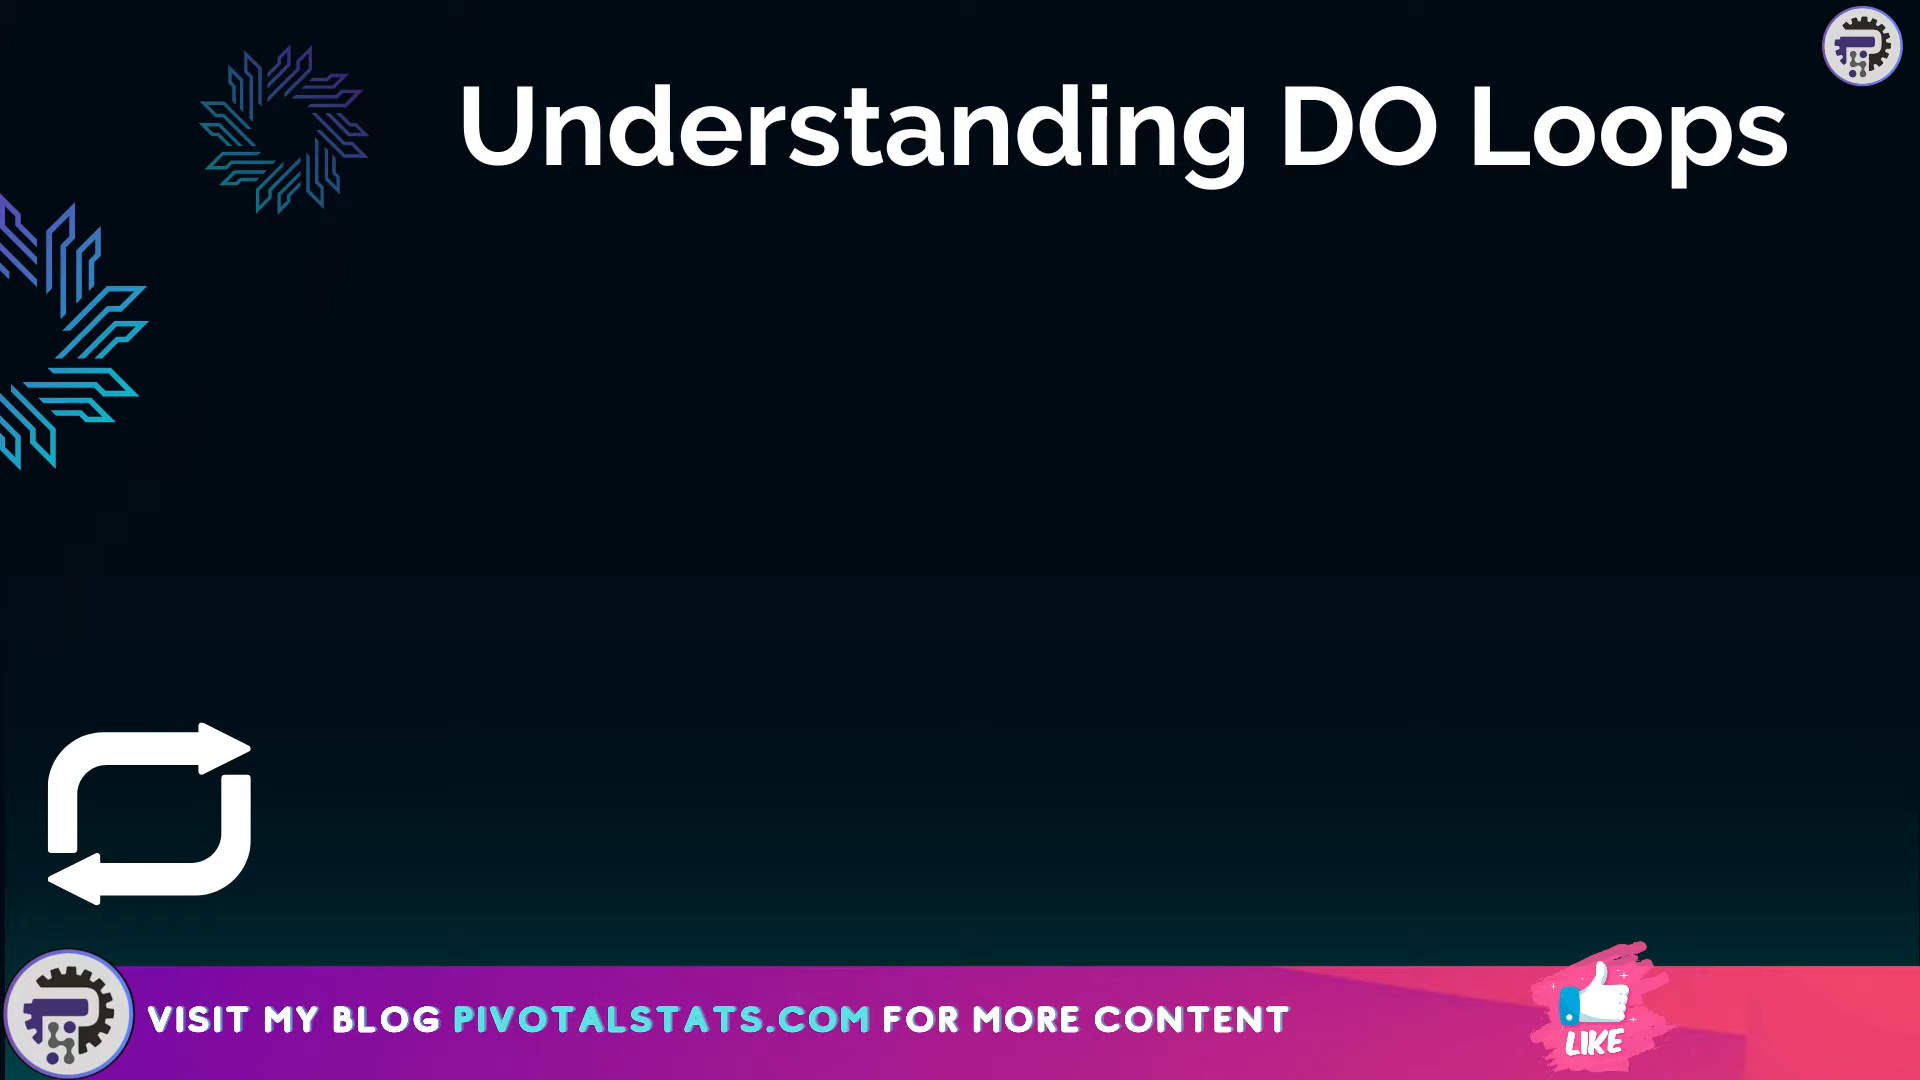 Understanding DO Loops
VISIT MY BLOG PIVOTALSTATS.COM FOR MORE CONTENT
LIKE